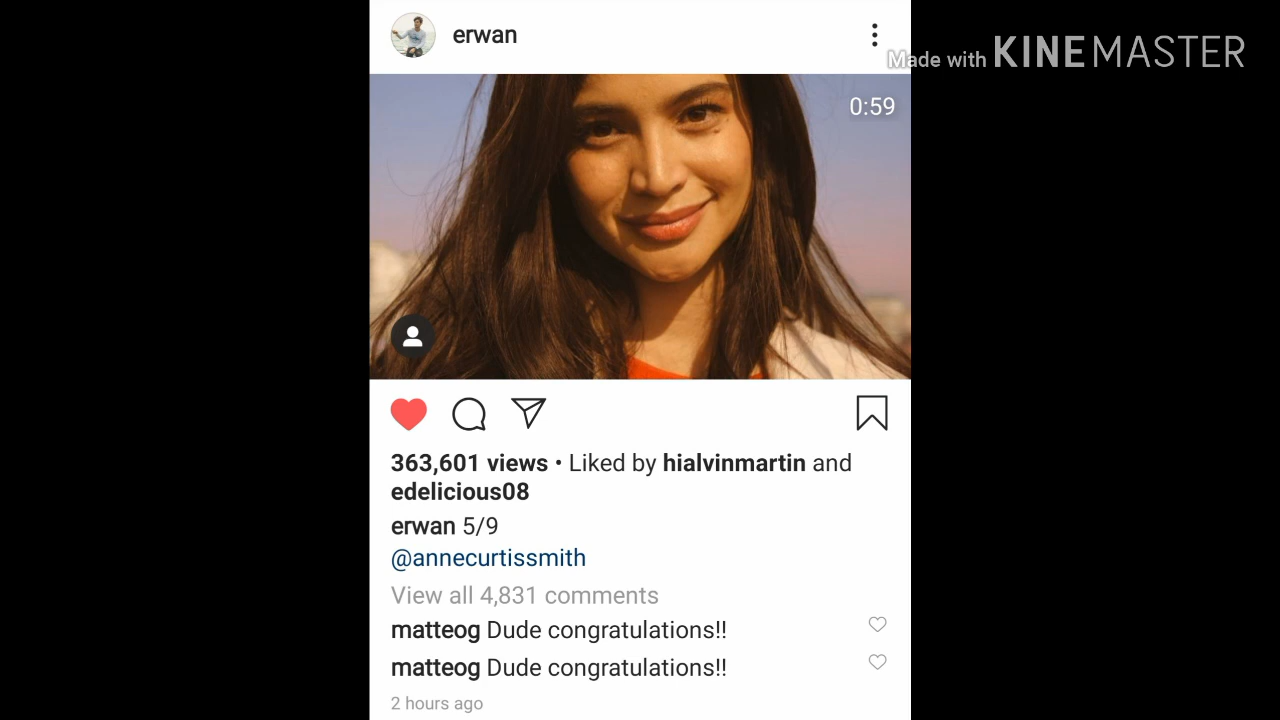 erwan
Made with KINEMASTER
0:59
363,601 views • Liked by hialvinmartin and
edelicious08
erwan 5/9
@annecurtissmith
View all 4,831 comments
matteog Dude congratulations!!
matteog Dude congratulations!!
2 hours ago